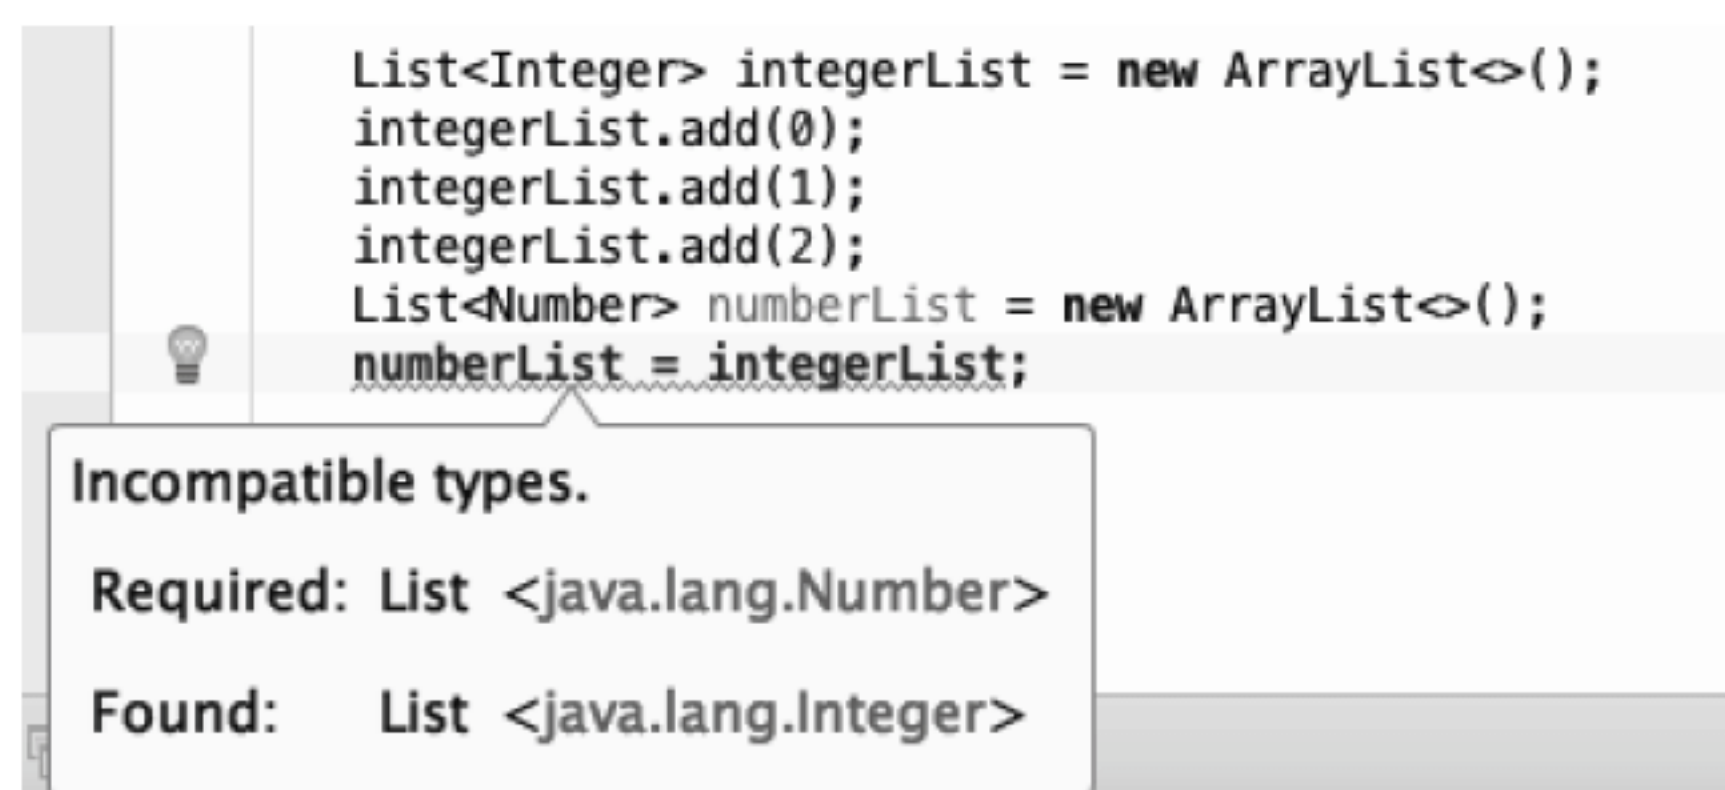 List<Integer> integerList = new ArrayList<>();
integerList.add(0);
integerList.add(1);
integerList.add(2);
List<Number> numberList = new ArrayList<>();
numberList = integerList;
Incompatible types.
Required: List <java.lang.Number>
Found: List <java.lang.Integer>